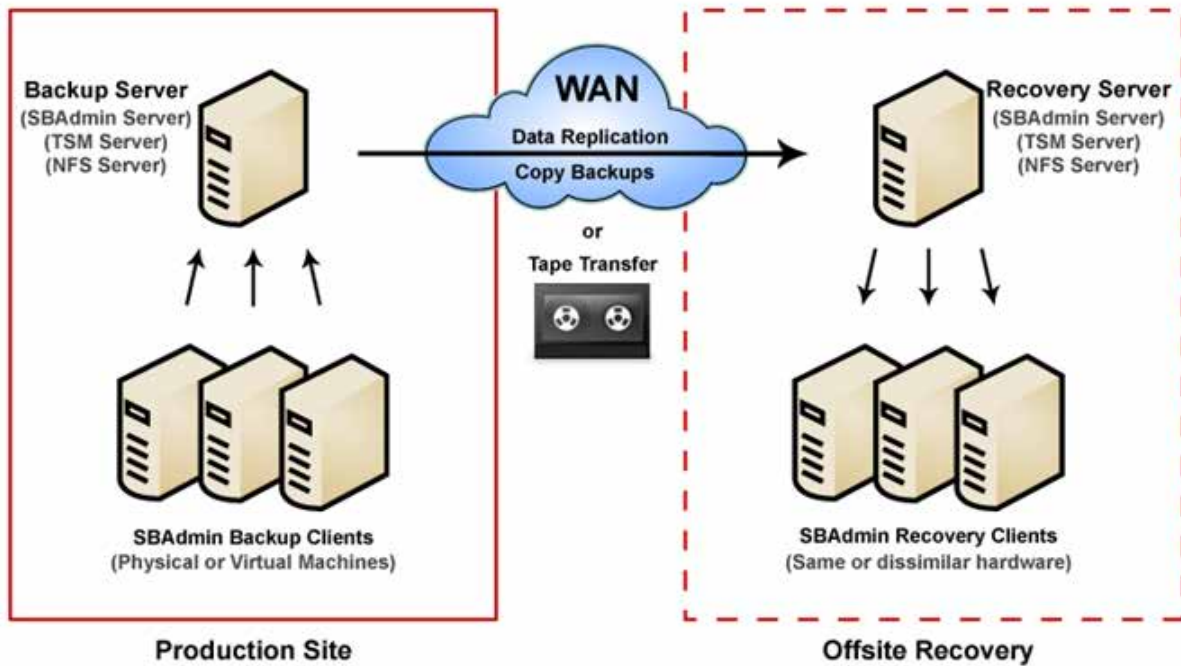 Backup Server
(SBAdmin Server)
(TSM Server)
(NFS Server)
WAN
Data Replication
Copy Backups
or
Tape Transfer
Recovery Server
(SBAdmin Server)
(TSM Server)
(NFS Server)
SBAdmin Backup Clients
(Physical or Virtual Machines)
SBAdmin Recovery Clients
(Same or dissimilar hardware)
Production Site
Offsite Recovery